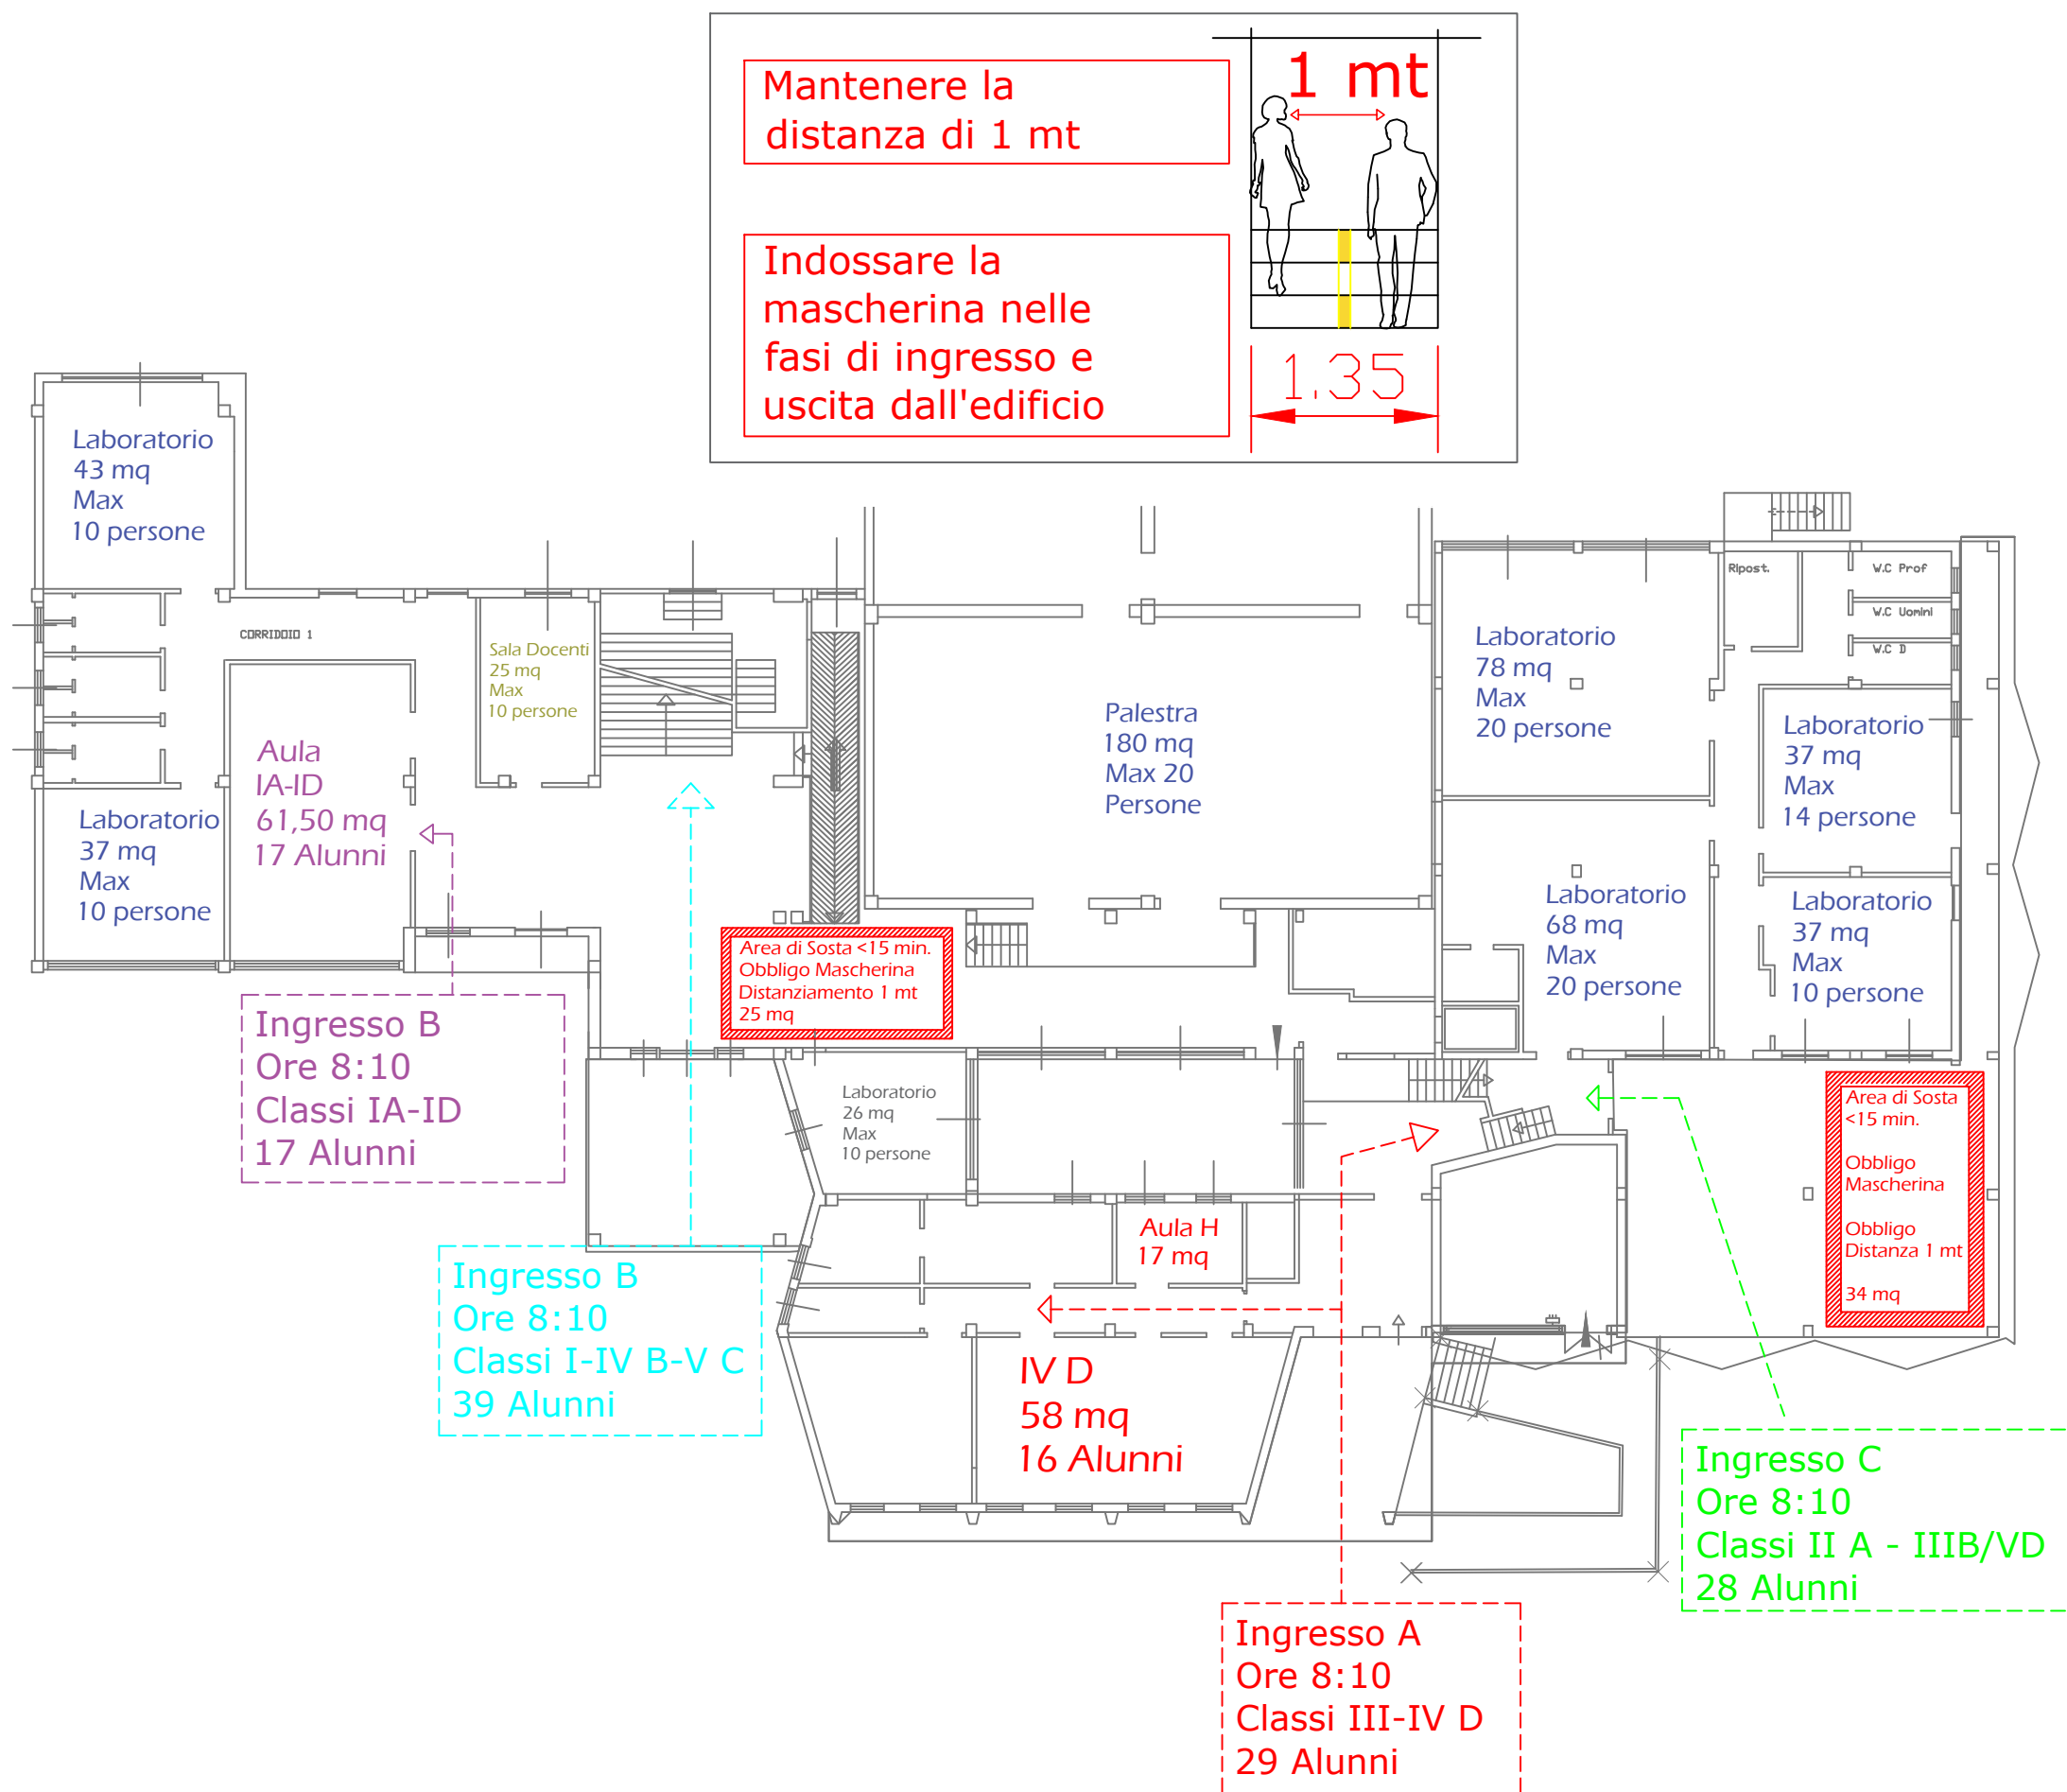 Mantenere la
distanza di 1 mt
1 mt
Indossare la
mascherina nelle
fasi di ingresso e
uscita dall'edificio
1.35
Laboratorio
43 mq
Max
10 persone
CORRIDOIO 1
Sala Docenti
25 mq
Max
10 persone
Aula
IA-ID
61,50 mq
17 Alunni
Laboratorio
37 mq
Max
10 persone
Palestra
180 mq
Max 20
Persone
Laboratorio
78 mq
Max
20 persone
Ripost.
W.C Prof
W.C Uomini
W.C D
Laboratorio
37 mq
Max
14 persone
Laboratorio
68 mq
Max
20 persone
Laboratorio
37 mq
Max
10 persone
Area di Sosta <15 min.
Obbligo Mascherina
Distanziamento 1 mt
25 mq
Ingresso B
Ore 8:10
Classi IA-ID
17 Alunni
Laboratorio
26 mq
Max
10 persone
Area di Sosta
<15 min.
Obbligo
Mascherina
Obbligo
Distanza 1 mt
34 mq
Aula H
17 mq
Ingresso B
Ore 8:10
Classi I-IV B-V C
39 Alunni
IV D
58 mq
16 Alunni
Ingresso C
Ore 8:10
Classi II A - IIIB/VD
28 Alunni
Ingresso A
Ore 8:10
Classi III-IV D
29 Alunni